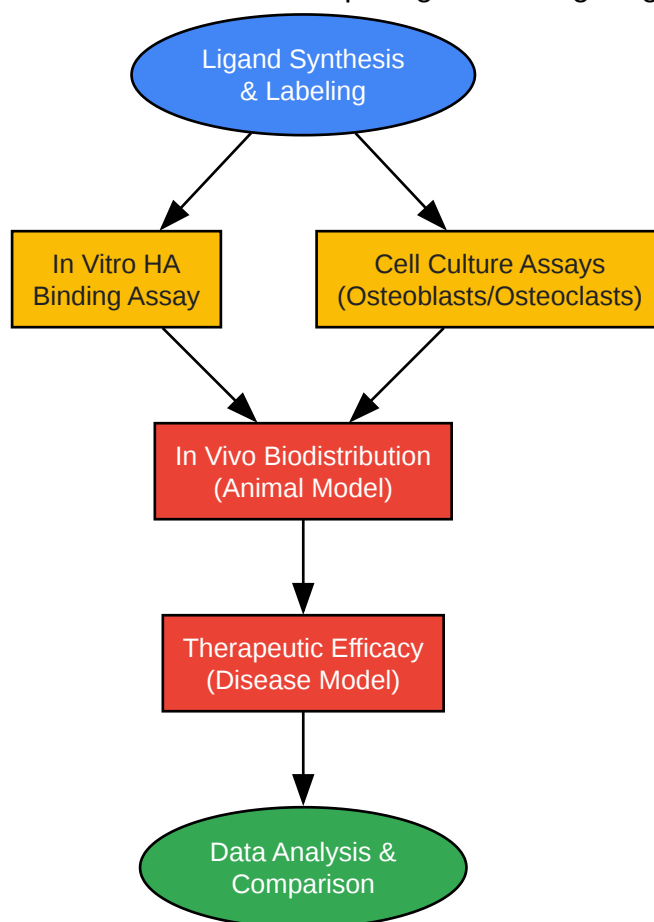 Ligand Synthesis
& Labeling
In Vitro HA
Binding Assay
Cell Culture Assays
(Osteoblasts/Osteoclasts)
In Vivo Biodistribution
(Animal Model)
Therapeutic Efficacy
(Disease Model)
Data Analysis &
Comparison